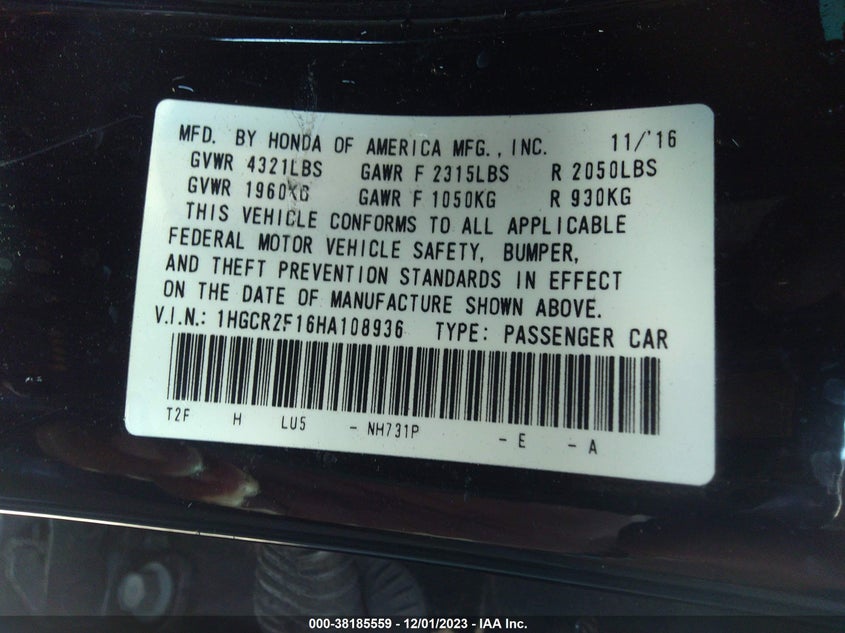 MFD. BY HONDA OF AMERICA MFG., INC. 11/'16
GVWR 4321LBS GAWR F 2315LBS R 2050LBS
GVWR 1960KG GAWR F 1050KG R 930KG
THIS VEHICLE CONFORMS TO ALL APPLICABLE
FEDERAL MOTOR VEHICLE SAFETY, BUMPER,
AND THEFT PREVENTION STANDARDS IN EFFECT
ON THE DATE OF MANUFACTURE SHOWN ABOVE.
V.I.N.: 1HGCR2F16HA108936 TYPE: PASSENGER CAR
T2F H LU5 - NH731P - E - A
000-38185559 - 12/01/2023 - IAA Inc.